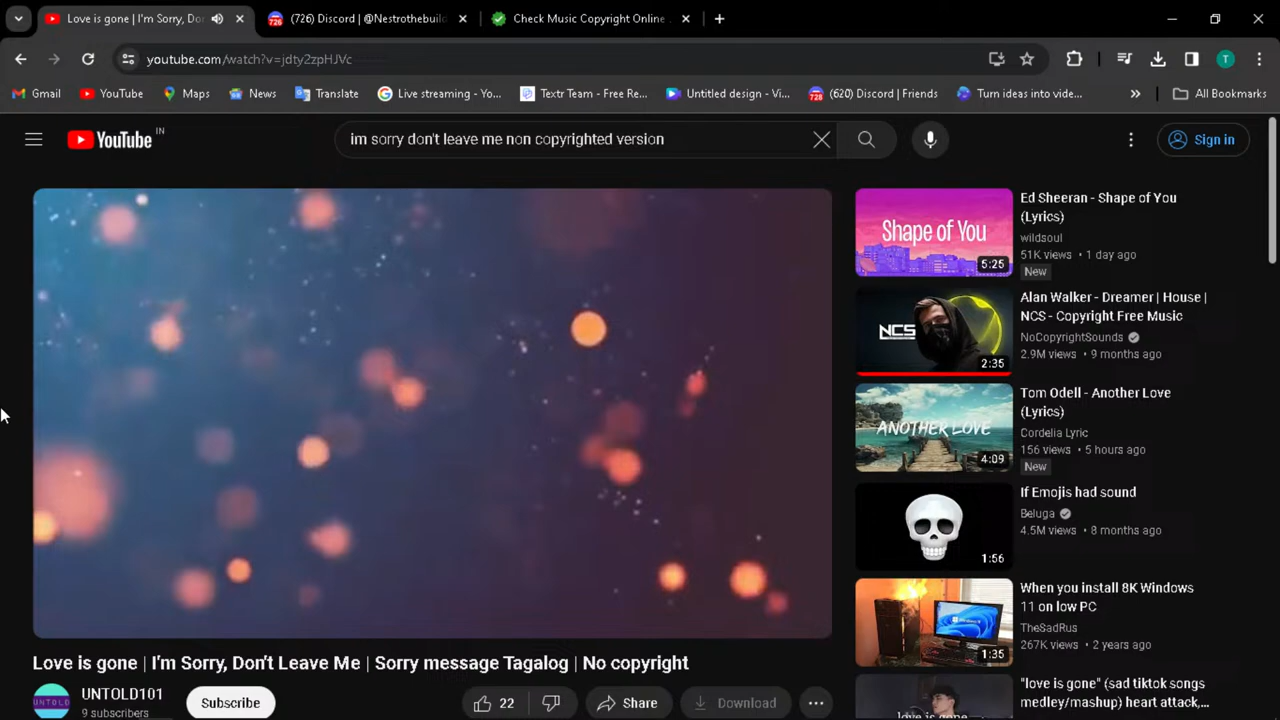 Love is gone | I'm Sorry, Do
(726) Discord | @Nestrothebuild
Check Music Copyright Online
youtube.com/watch?v=jdty2zpHJVc
T
Gmail
YouTube
Maps
News
Translate
Live streaming - Yo...
Textr Team - Free Re...
Untitled design - Vi...
(620) Discord | Friends
Turn ideas into vide...
All Bookmarks
YouTube IN
im sorry don't leave me non copyrighted version
Sign in
Shape of You
5:25
Ed Sheeran - Shape of You
(Lyrics)
wildsoul
51K views • 1 day ago
New
NCS
2:35
Alan Walker - Dreamer | House |
NCS - Copyright Free Music
NoCopyrightSounds
2.9M views • 9 months ago
ANOTHER LOVE
4:09
Tom Odell - Another Love
(Lyrics)
Cordelia Lyric
156 views • 5 hours ago
New
1:56
If Emojis had sound
Beluga
4.5M views • 8 months ago
1:35
When you install 8K Windows
11 on low PC
TheSadRus
267K views • 2 years ago
love is gone
"love is gone" (sad tiktok songs
medley/mashup) heart attack,...
Love is gone | I'm Sorry, Don't Leave Me | Sorry message Tagalog | No copyright
UNTOLD
UNTOLD101
9 subscribers
Subscribe
22
Share
Download